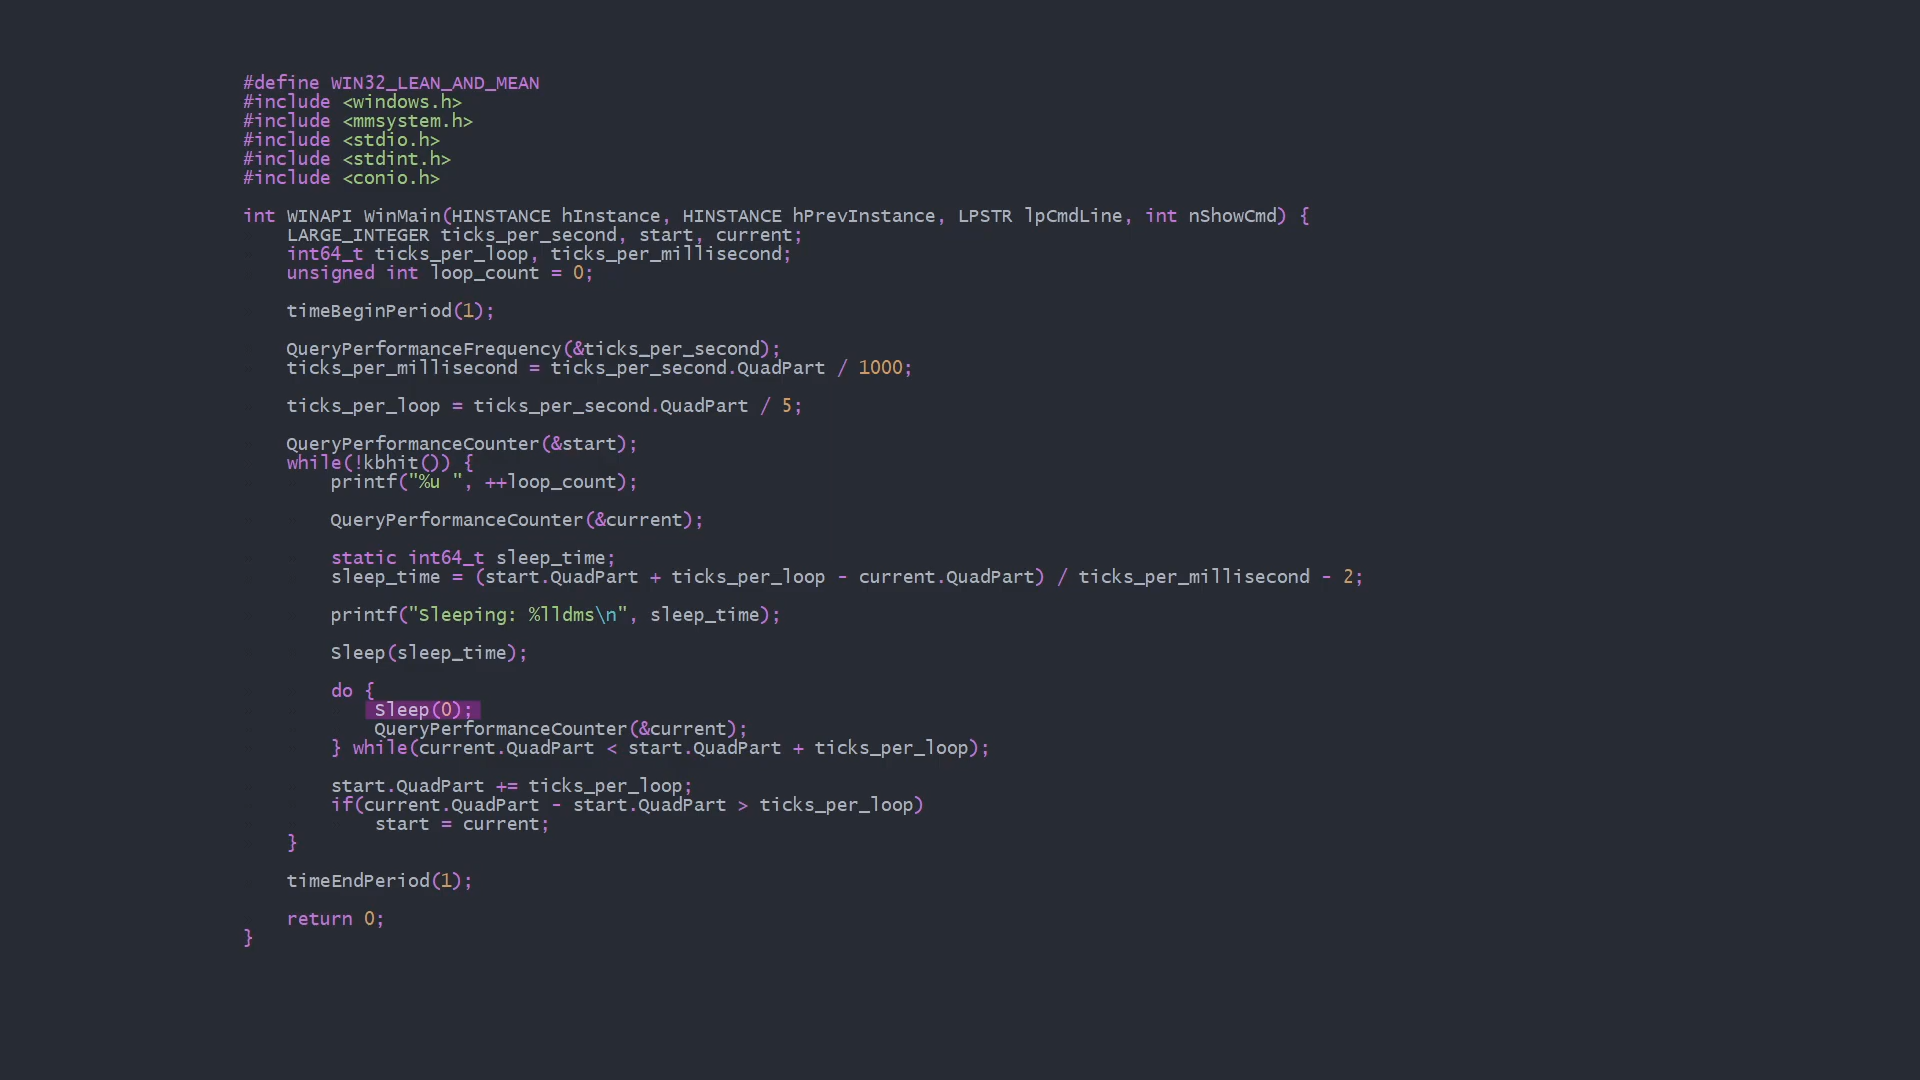 #define WIN32_LEAN_AND_MEAN
#include <windows.h>
#include <mmsystem.h>
#include <stdio.h>
#include <stdint.h>
#include <conio.h>
int WINAPI WinMain(HINSTANCE hInstance, HINSTANCE hPrevInstance, LPSTR lpCmdLine, int nShowCmd) {
LARGE_INTEGER ticks_per_second, start, current;
int64_t ticks_per_loop, ticks_per_millisecond;
unsigned int loop_count = 0;
timeBeginPeriod(1);
QueryPerformanceFrequency(&ticks_per_second);
ticks_per_millisecond = ticks_per_second.QuadPart / 1000;
ticks_per_loop = ticks_per_second.QuadPart / 5;
QueryPerformanceCounter(&start);
while(!kbhit()) {
printf("%u ", ++loop_count);
QueryPerformanceCounter(&current);
static int64_t sleep_time;
sleep_time = (start.QuadPart + ticks_per_loop - current.QuadPart) / ticks_per_millisecond - 2;
printf("Sleeping: %lldms\n", sleep_time);
Sleep(sleep_time);
do {
Sleep(0);
QueryPerformanceCounter(&current);
} while(current.QuadPart < start.QuadPart + ticks_per_loop);
start.QuadPart += ticks_per_loop;
if(current.QuadPart - start.QuadPart > ticks_per_loop)
start = current;
}
timeEndPeriod(1);
return 0;
}